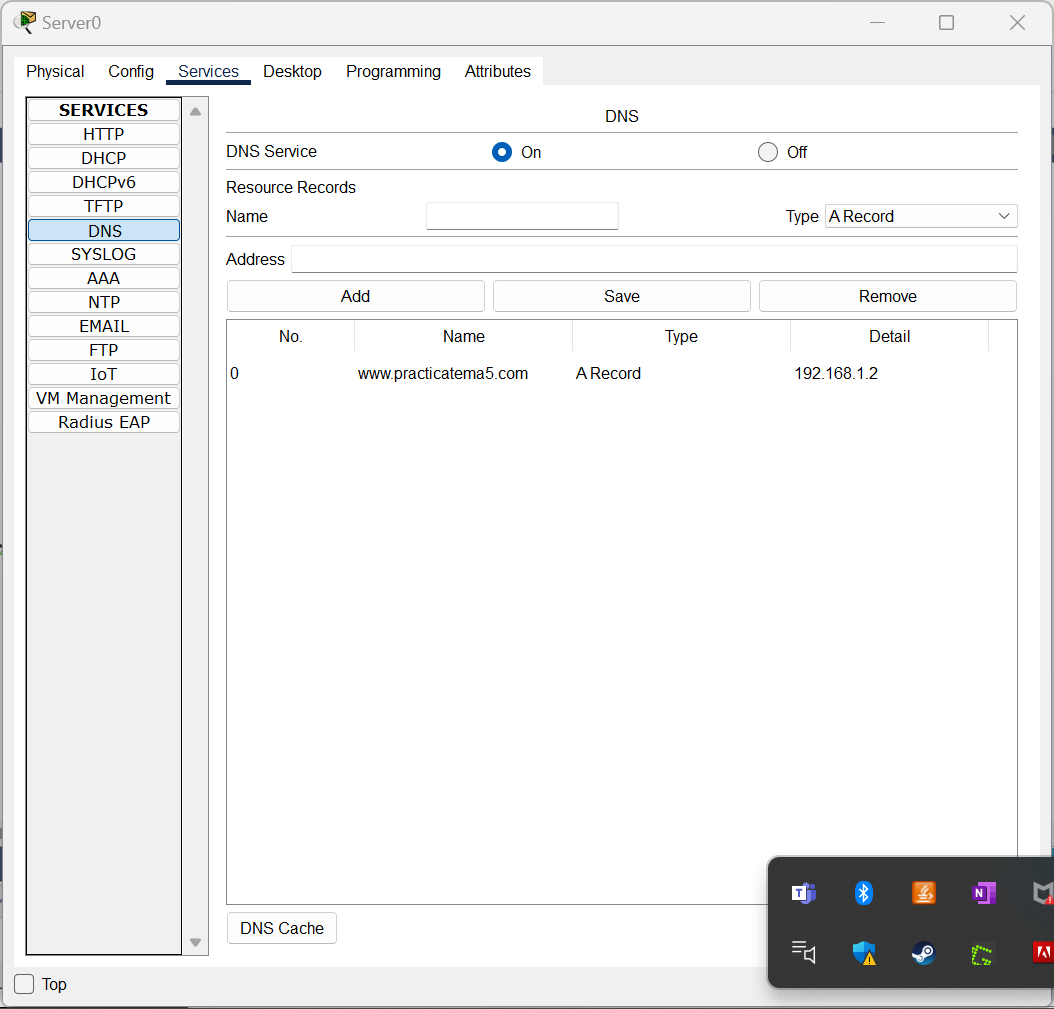 Server0
Physical Config Services Desktop Programming Attributes
SERVICES
HTTP
DHCP
DHCPv6
TFTP
DNS
SYSLOG
AAA
NTP
EMAIL
FTP
IoT
VM Management
Radius EAP
DNS
DNS Service On Off
Resource Records
Name Type A Record
Address
Add Save Remove
No. Name Type Detail
0 www.practicatema5.com A Record 192.168.1.2
DNS Cache
Top